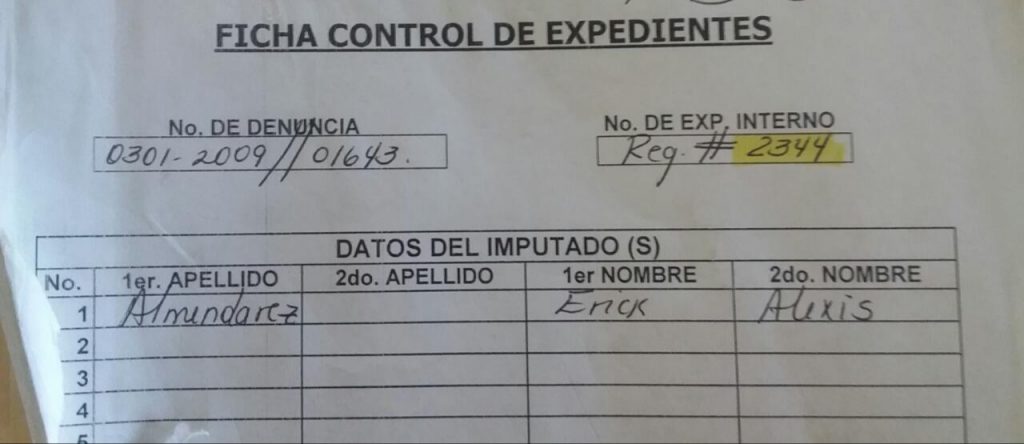 FICHA CONTROL DE EXPEDIENTES
No. DE DENUNCIA No. DE EXP. INTERNO
0301-2009//01643. Reg. # 2344
DATOS DEL IMPUTADO (S)
No. 1er. APELLIDO 2do. APELLIDO 1er NOMBRE 2do. NOMBRE
1 Almendarez Erick Alexis
2
3
4
5